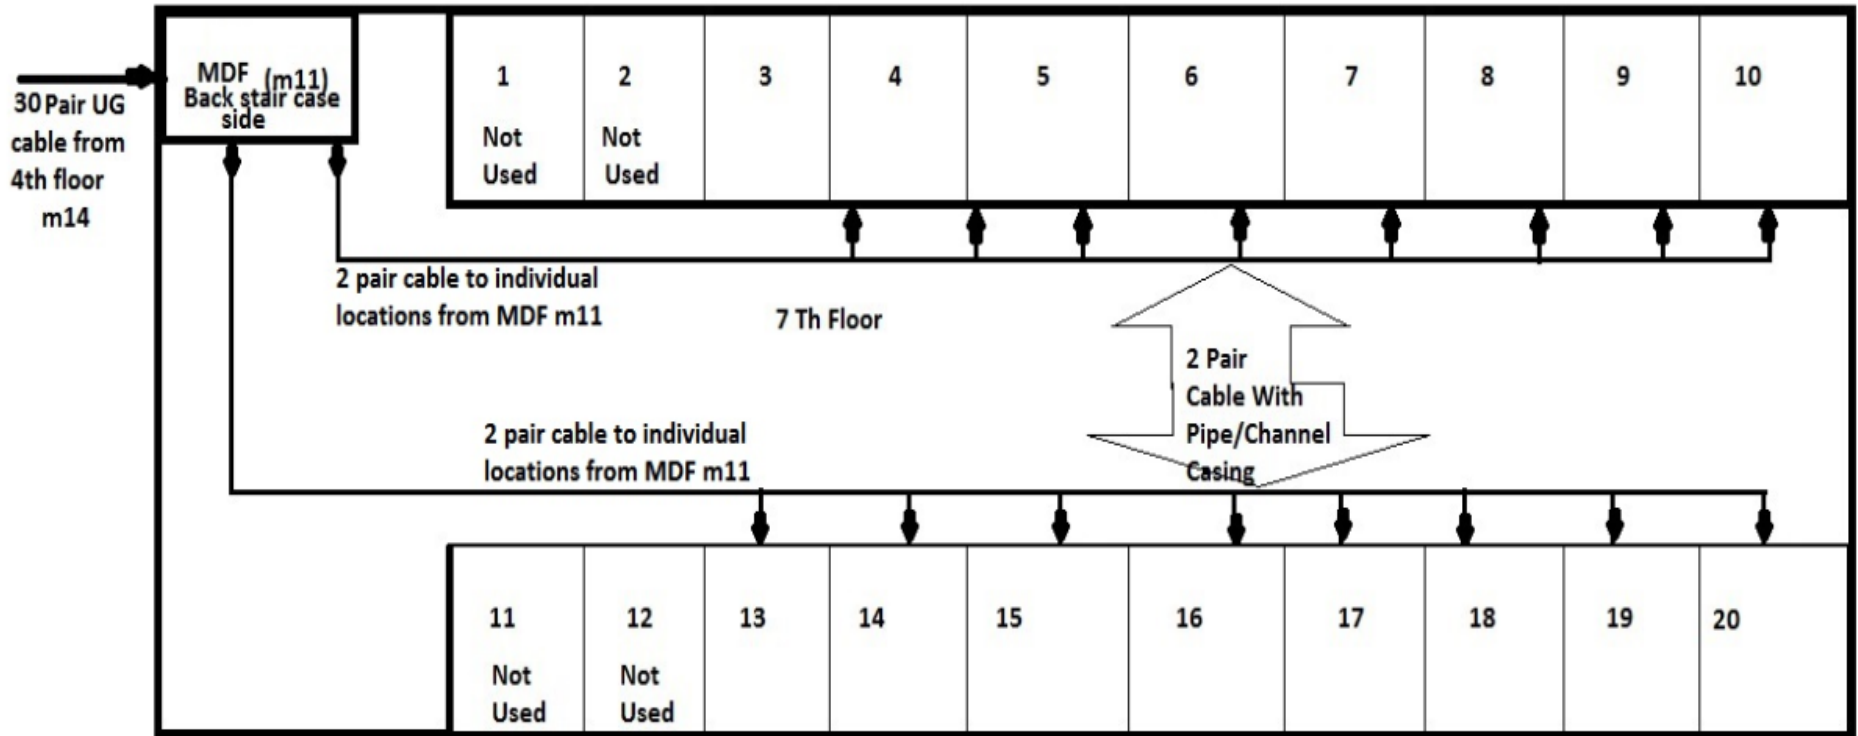 MDF (m11)
Back stair case
side
30 Pair UG
cable from
4th floor
m14
1
Not
Used
2
Not
Used
3
4
5
6
7
8
9
10
2 pair cable to individual
locations from MDF m11
7 Th Floor
2 Pair
Cable With
Pipe/Channel
Casing
2 pair cable to individual
locations from MDF m11
11
Not
Used
12
Not
Used
13
14
15
16
17
18
19
20